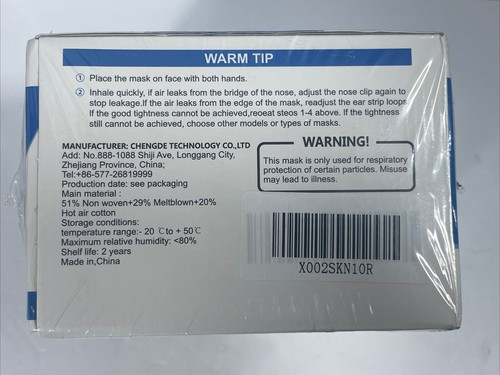 WARM TIP
① Place the mask on face with both hands.
② Inhale quickly, if air leaks from the bridge of the nose, adjust the nose clip again to
stop leakage.If the air leaks from the edge of the mask, readjust the ear strip loops
If the good tightness cannot be achieved,reoeat steos 1-4 above. If the tightness
still cannot be achieved, choose other models or types of masks.
MANUFACTURER: CHENGDE TECHNOLOGY CO.,LTD
Add: No.888-1088 Shiji Ave, Longgang City,
Zhejiang Province, China;
Tel:+86-577-26819999
Production date: see packaging
Main material :
51% Non woven+29% Meltblown+20%
Hot air cotton
Storage conditions:
temperature range:- 20 ℃ to + 50℃
Maximum relative humidity: <80%
Shelf life: 2 years
Made in,China
WARNING!
This mask is only used for respiratory
protection of certain particles. Misuse
may lead to illness.
X002SKN10R